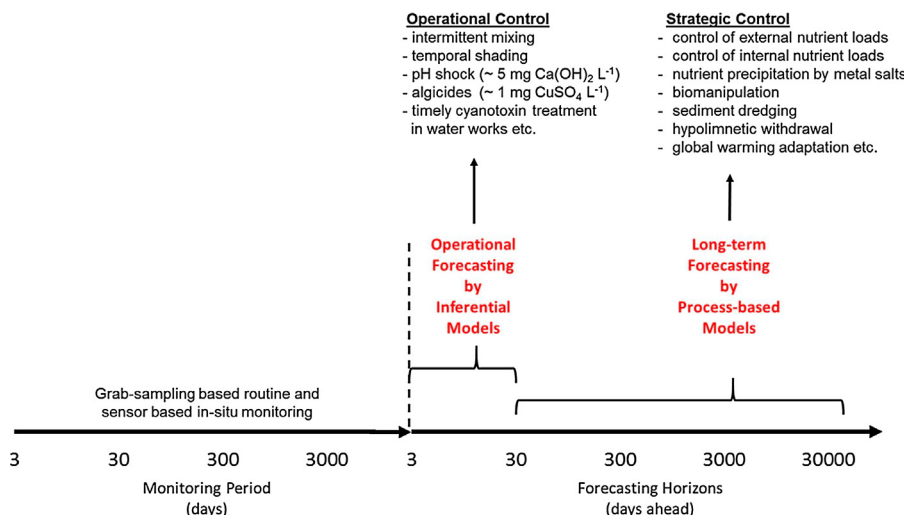 Operational Control
- intermittent mixing
- temporal shading
- pH shock (~ 5 mg Ca(OH)₂ L⁻¹)
- algicides (~ 1 mg CuSO₄ L⁻¹)
- timely cyanotoxin treatment
in water works etc.
Strategic Control
- control of external nutrient loads
- control of internal nutrient loads
- nutrient precipitation by metal salts
- biomanipulation
- sediment dredging
- hypolimnetic withdrawal
- global warming adaptation etc.
Operational
Forecasting
by
Inferential
Models
Long-term
Forecasting
by
Process-based
Models
Grab-sampling based routine and
sensor based in-situ monitoring
3 30 300 3000 3 30 300 3000 30000
Monitoring Period
(days)
Forecasting Horizons
(days ahead)